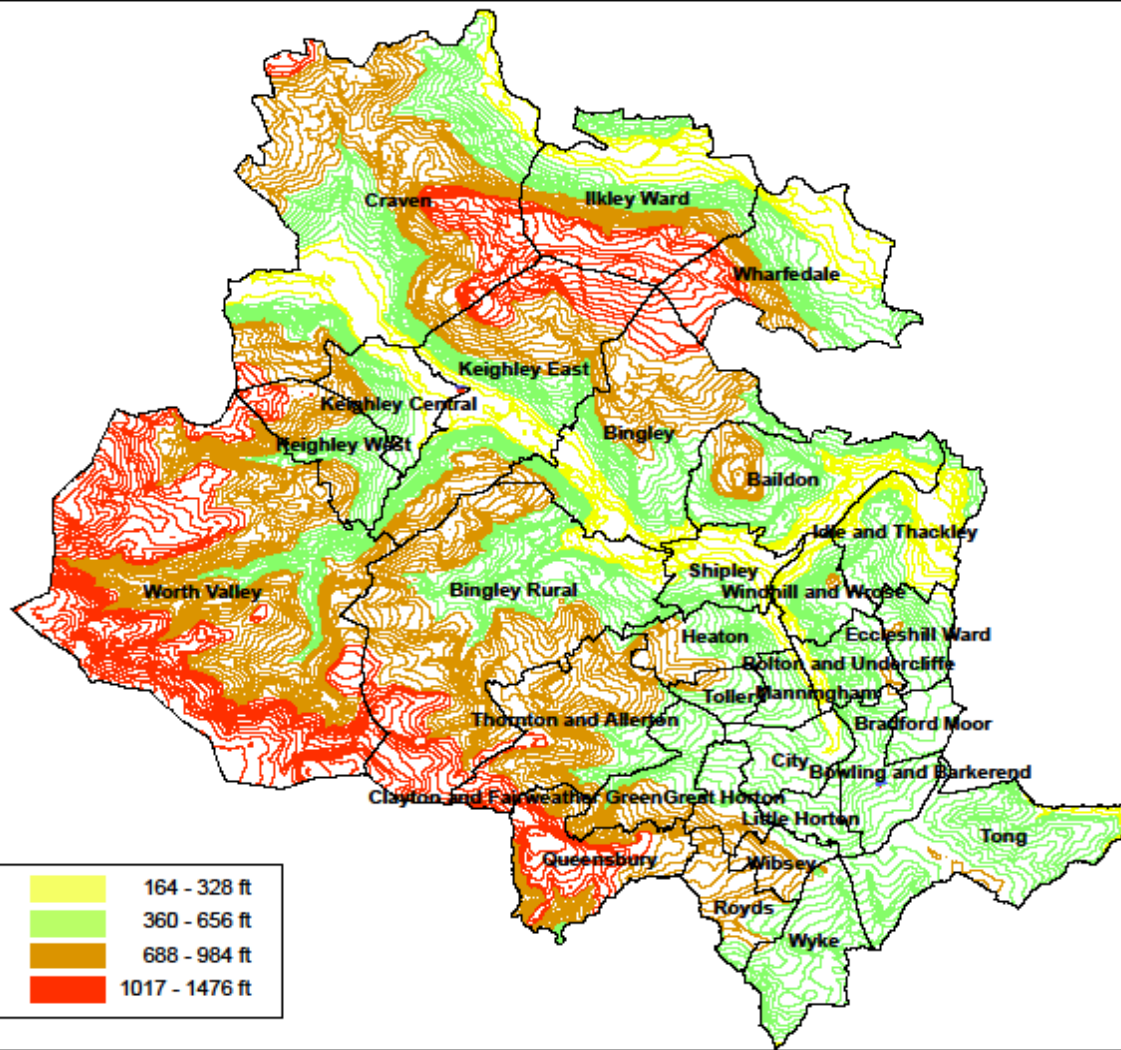 Craven
Ilkley Ward
Wharfedale
Keighley East
Keighley Central
Keighley West
Bingley
Baildon
Idle and Thackley
Shipley
Windhill and Wrose
Worth Valley
Bingley Rural
Heaton
Eccleshill Ward
Bolton and Undercliffe
Toller
Manningham
Thornton and Allerton
Bradford Moor
City
Bowling and Barkerend
Clayton and Fairweather Green
Great Horton
Little Horton
Tong
Queensbury
Wibsey
Royds
Wyke
164 - 328 ft
360 - 656 ft
688 - 984 ft
1017 - 1476 ft